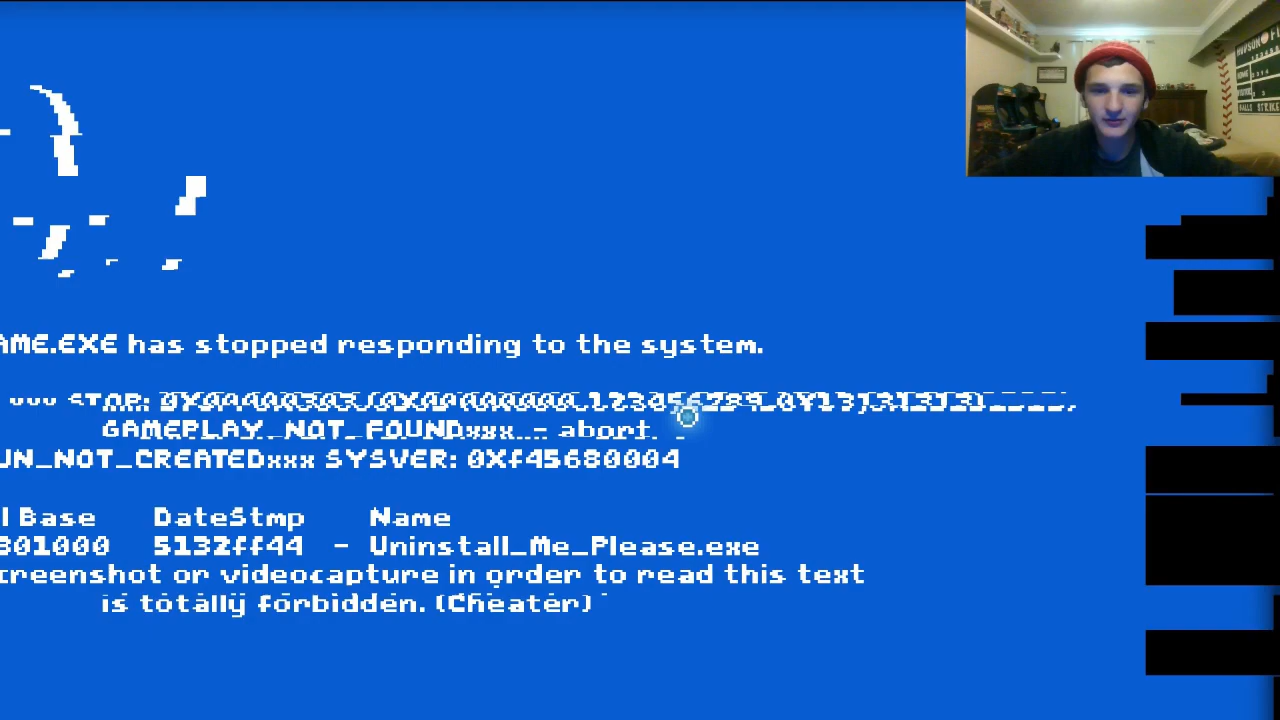 AME.EXE has stopped responding to the system.
GAMEPLAY_NOT_FOUNDxxx - abort.
UN_NOT_CREATEDxxx SYSVER: 0Xf45680004
l Base DateStmp Name
301000 5132ff44 - Uninstall_Me_Please.exe
creenshot or videocapture in order to read this text
is totally forbidden. (Cheater)